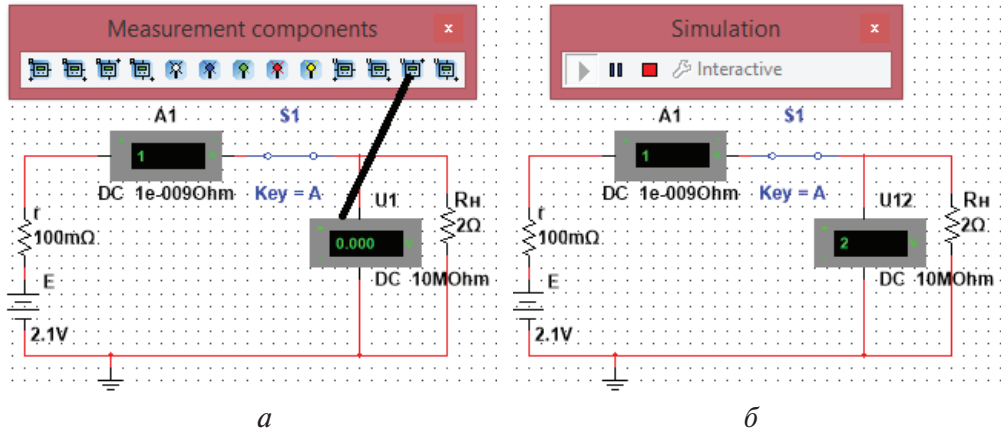 Measurement components x
A1 S1
1
DC 1e-009Ohm Key = A
r U1 Rн
100mΩ 2Ω
0.000
E DC 10MOhm
2.1V
а
Simulation x
Interactive
A1 S1
1
DC 1e-009Ohm Key = A
r U12 Rн
100mΩ 2Ω
2
E DC 10MOhm
2.1V
б